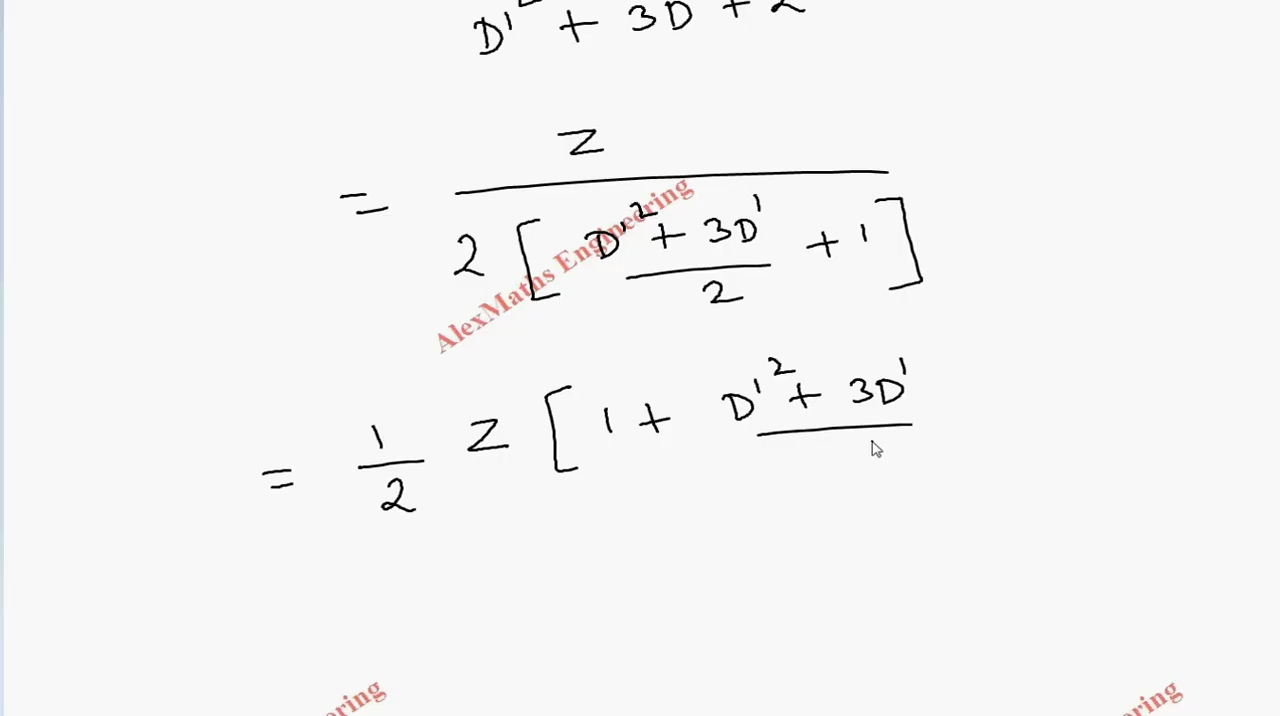 D'² + 3D + 2
= z / 2 [ D'² + 3D' / 2 + 1 ]
AlexMaths Engineering
= 1/2 z [ 1 + D'² + 3D'
ering
ering